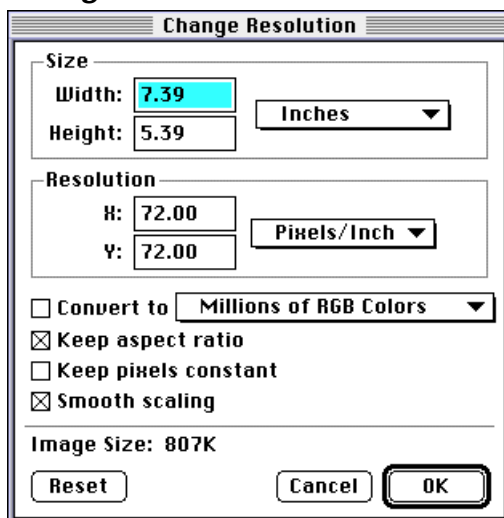 Change Resolution
Size
Width: 7.39 Inches
Height: 5.39
Resolution
X: 72.00 Pixels/Inch
Y: 72.00
Convert to Millions of RGB Colors
Keep aspect ratio
Keep pixels constant
Smooth scaling
Image Size: 807K
Reset Cancel OK